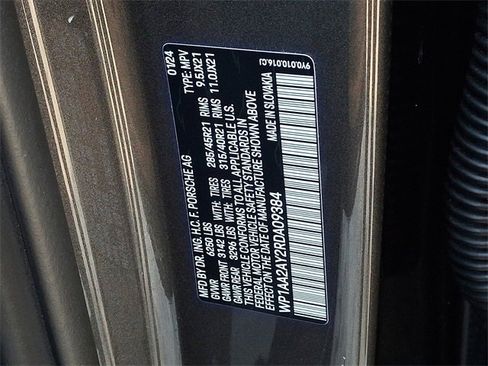 MFD BY DR. ING. H.C. F. PORSCHE AG 01/24
GVWR 6260 LBS WITH: TIRES 285/45R21 RIMS 9.5JX21 TYPE: MPV
GAWR FRONT 3142 LBS WITH: TIRES 315/40R21 RIMS 11.0JX21
GAWR REAR 3296 LBS
THIS VEHICLE CONFORMS TO ALL APPLICABLE U.S.
FEDERAL MOTOR VEHICLE SAFETY STANDARDS IN
EFFECT ON THE DATE OF MANUFACTURE SHOWN ABOVE
WP1AA2AY2RDA09384 MADE IN SLOVAKIA
9Y0.010.016.CJ